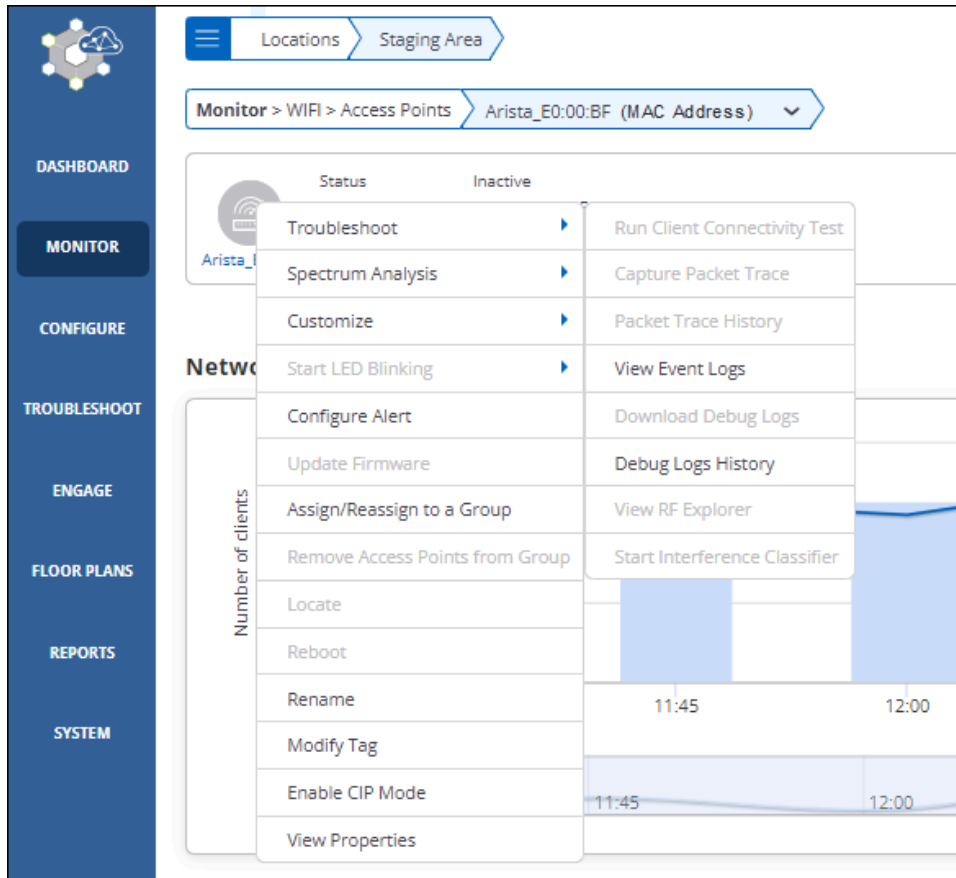 Locations
Staging Area
Monitor > WIFI > Access Points
Arista_E0:00:BF (MAC Address)
DASHBOARD
MONITOR
CONFIGURE
TROUBLESHOOT
ENGAGE
FLOOR PLANS
REPORTS
SYSTEM
Status
Inactive
Troubleshoot
Spectrum Analysis
Customize
Start LED Blinking
Configure Alert
Update Firmware
Assign/Reassign to a Group
Remove Access Points from Group
Locate
Reboot
Rename
Modify Tag
Enable CIP Mode
View Properties
Run Client Connectivity Test
Capture Packet Trace
Packet Trace History
View Event Logs
Download Debug Logs
Debug Logs History
View RF Explorer
Start Interference Classifier
Number of clients
11:45
12:00
11:45
12:00